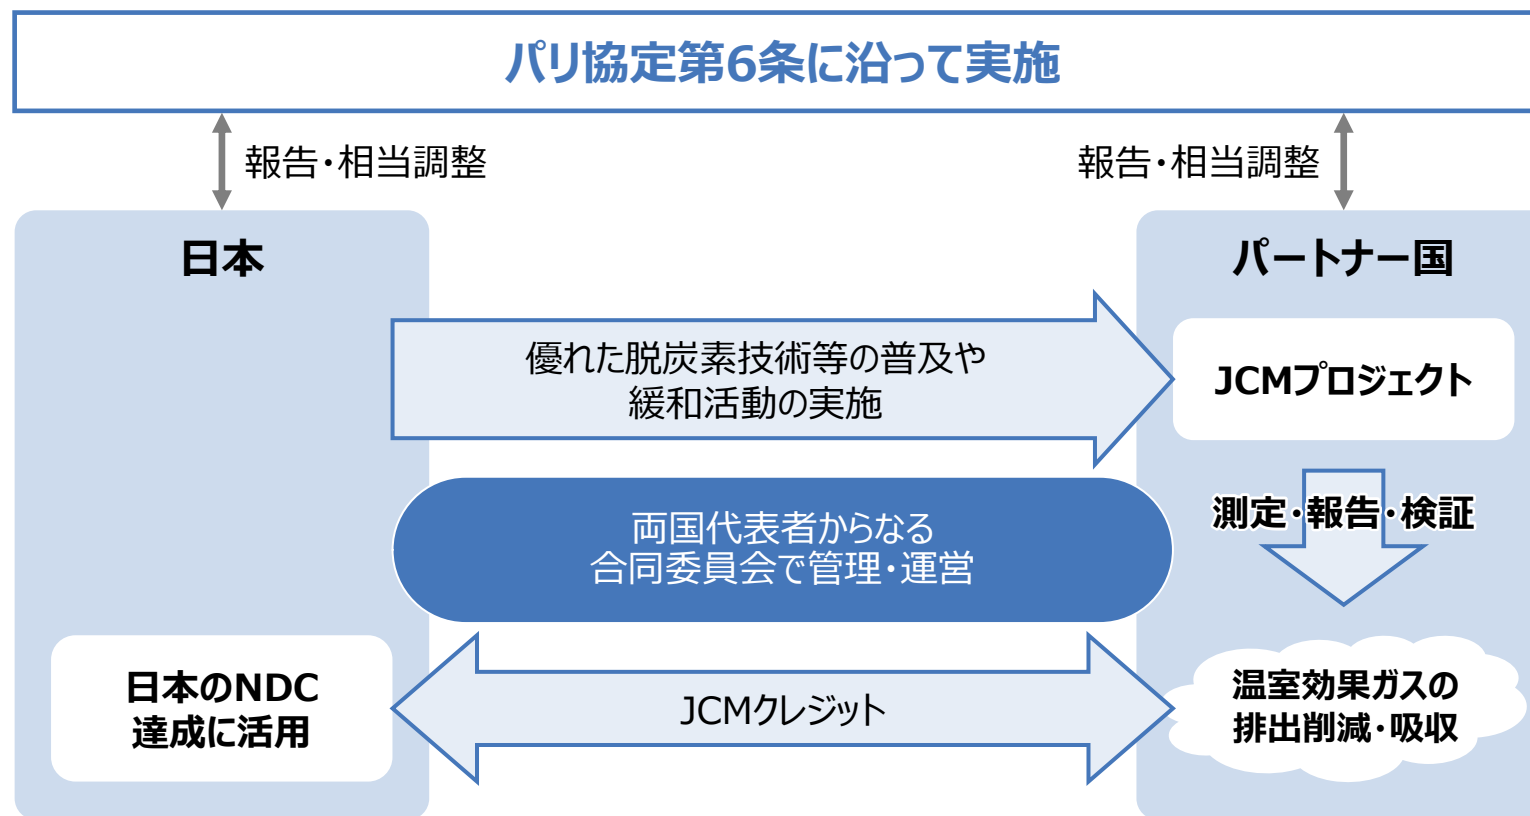 パリ協定第6条に沿って実施
報告・相当調整
報告・相当調整
日本
パートナー国
優れた脱炭素技術等の普及や
緩和活動の実施
JCMプロジェクト
測定・報告・検証
両国代表者からなる
合同委員会で管理・運営
日本のNDC
達成に活用
JCMクレジット
温室効果ガスの
排出削減・吸収